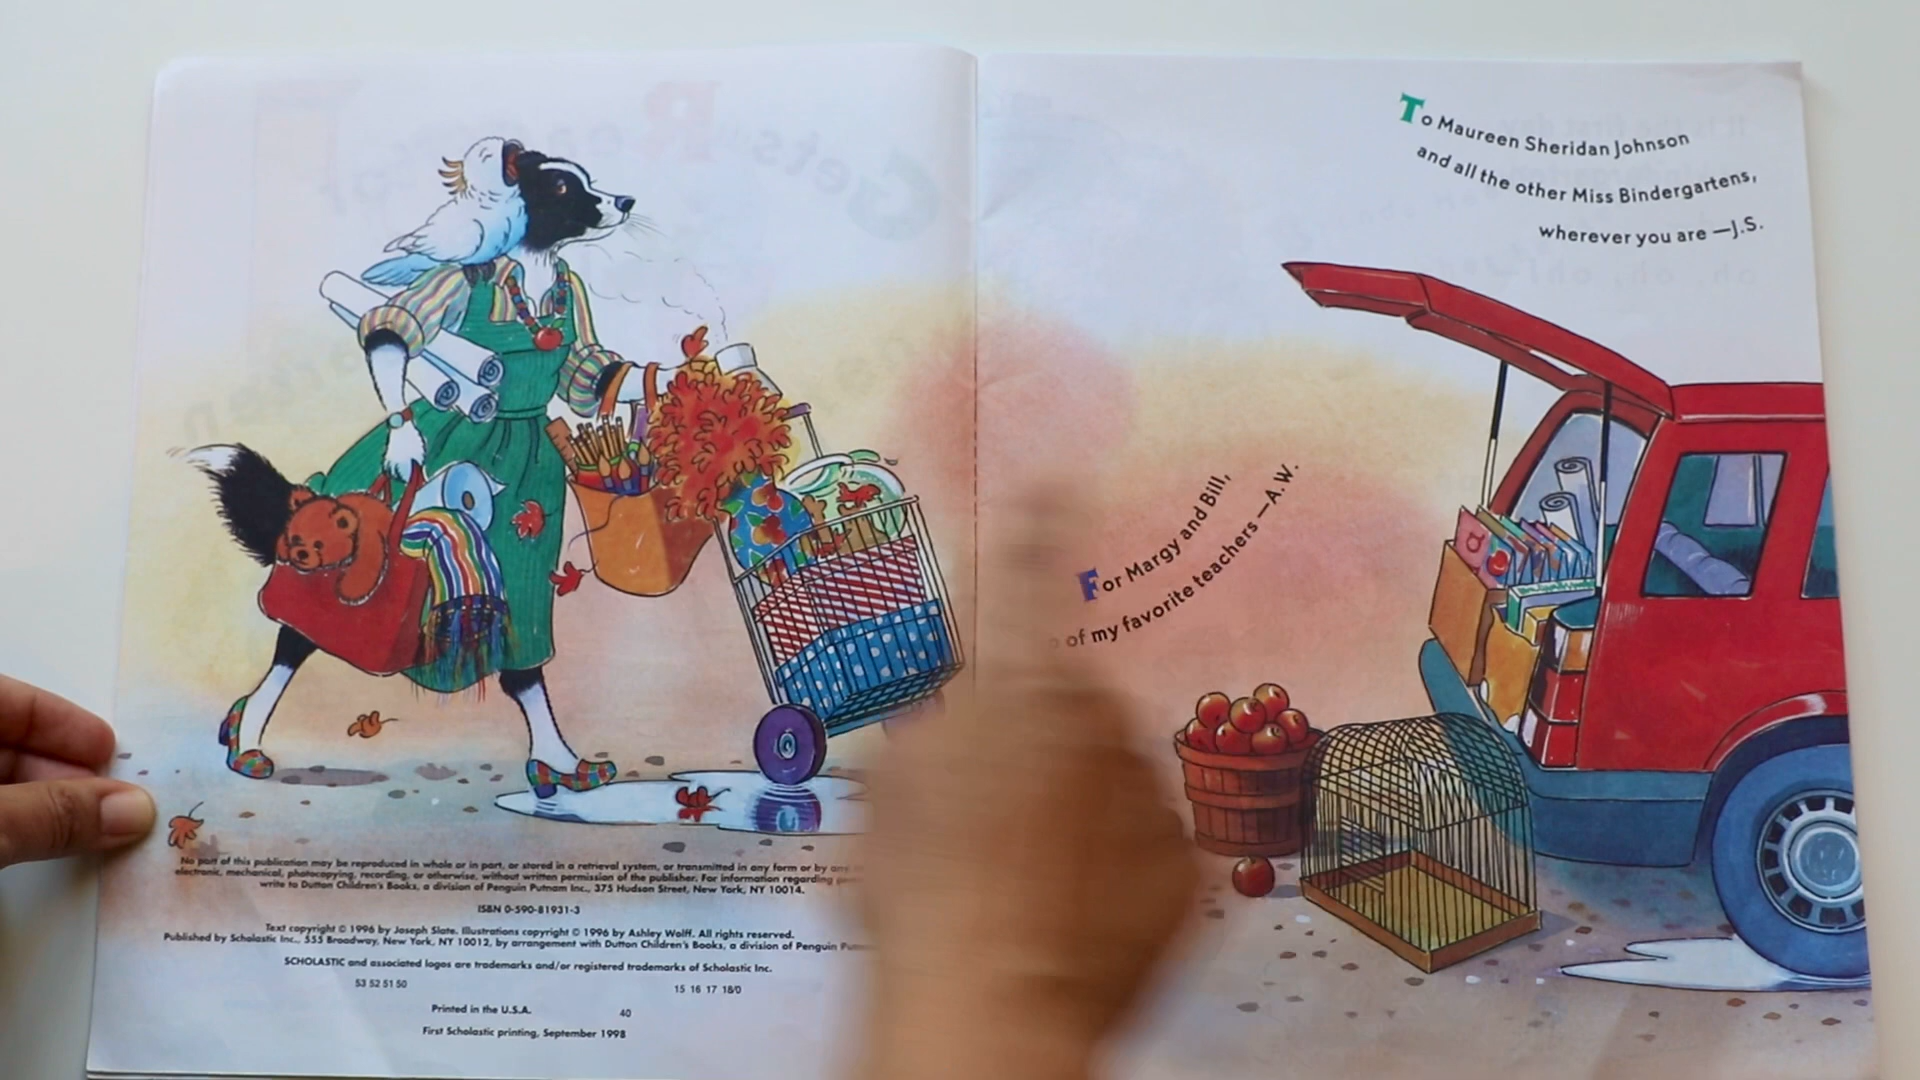 To Maureen Sheridan Johnson
and all the other Miss Bindergartens,
wherever you are —J.S.
For Margy and Bill,
of my favorite teachers —A.W.
No part of this publication may be reproduced in whole or in part, or stored in a retrieval system, or transmitted in any form or by any
electronic, mechanical, photocopying, recording, or otherwise, without written permission of the publisher. For information regarding
write to Dutton Children's Books, a division of Penguin Putnam Inc., 375 Hudson Street, New York, NY 10014.
ISBN 0-590-81931-3
Text copyright © 1996 by Joseph Slate. Illustrations copyright © 1996 by Ashley Wolff. All rights reserved.
Published by Scholastic Inc., 555 Broadway, New York, NY 10012, by arrangement with Dutton Children's Books, a division of Penguin
SCHOLASTIC and associated logos are trademarks and/or registered trademarks of Scholastic Inc.
53 52 51 50 15 16 17 18/0
Printed in the U.S.A. 40
First Scholastic printing, September 1998